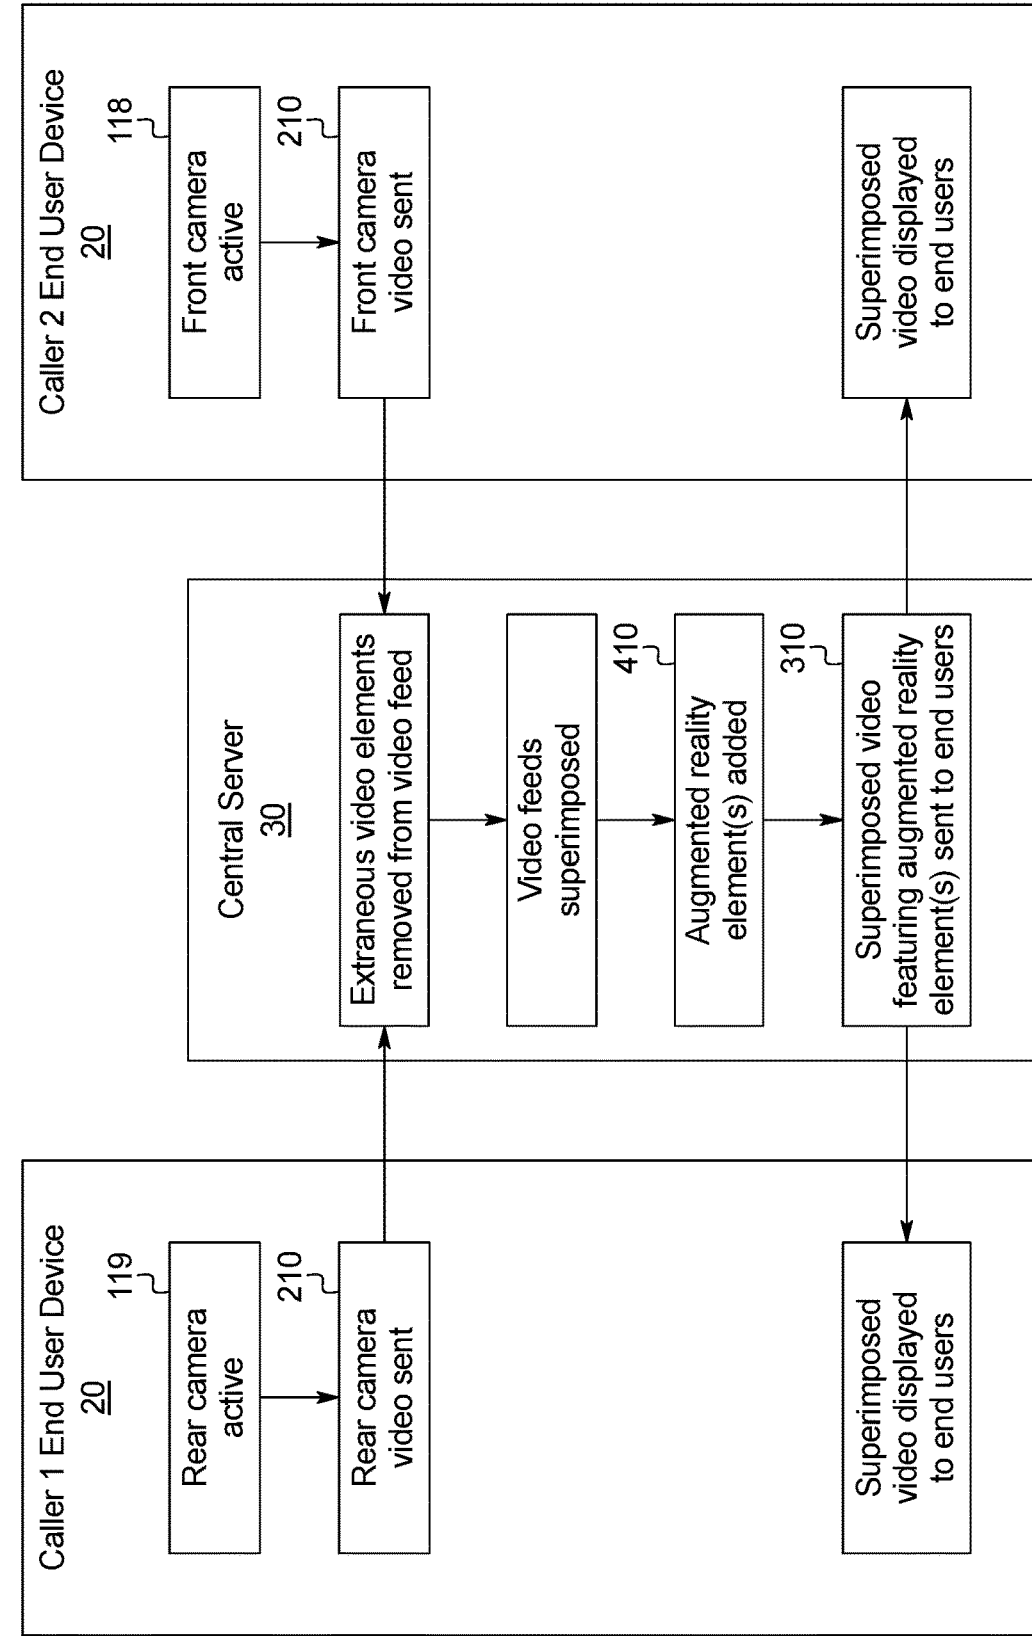 Caller 1 End User Device
20
119
Rear camera
active
210
Rear camera
video sent
Superimposed
video displayed
to end users
Central Server
30
Extraneous video elements
removed from video feed
Video feeds
superimposed
410
Augmented reality
element(s) added
310
Superimposed video
featuring augmented reality
element(s) sent to end users
Caller 2 End User Device
20
118
Front camera
active
210
Front camera
video sent
Superimposed
video displayed
to end users